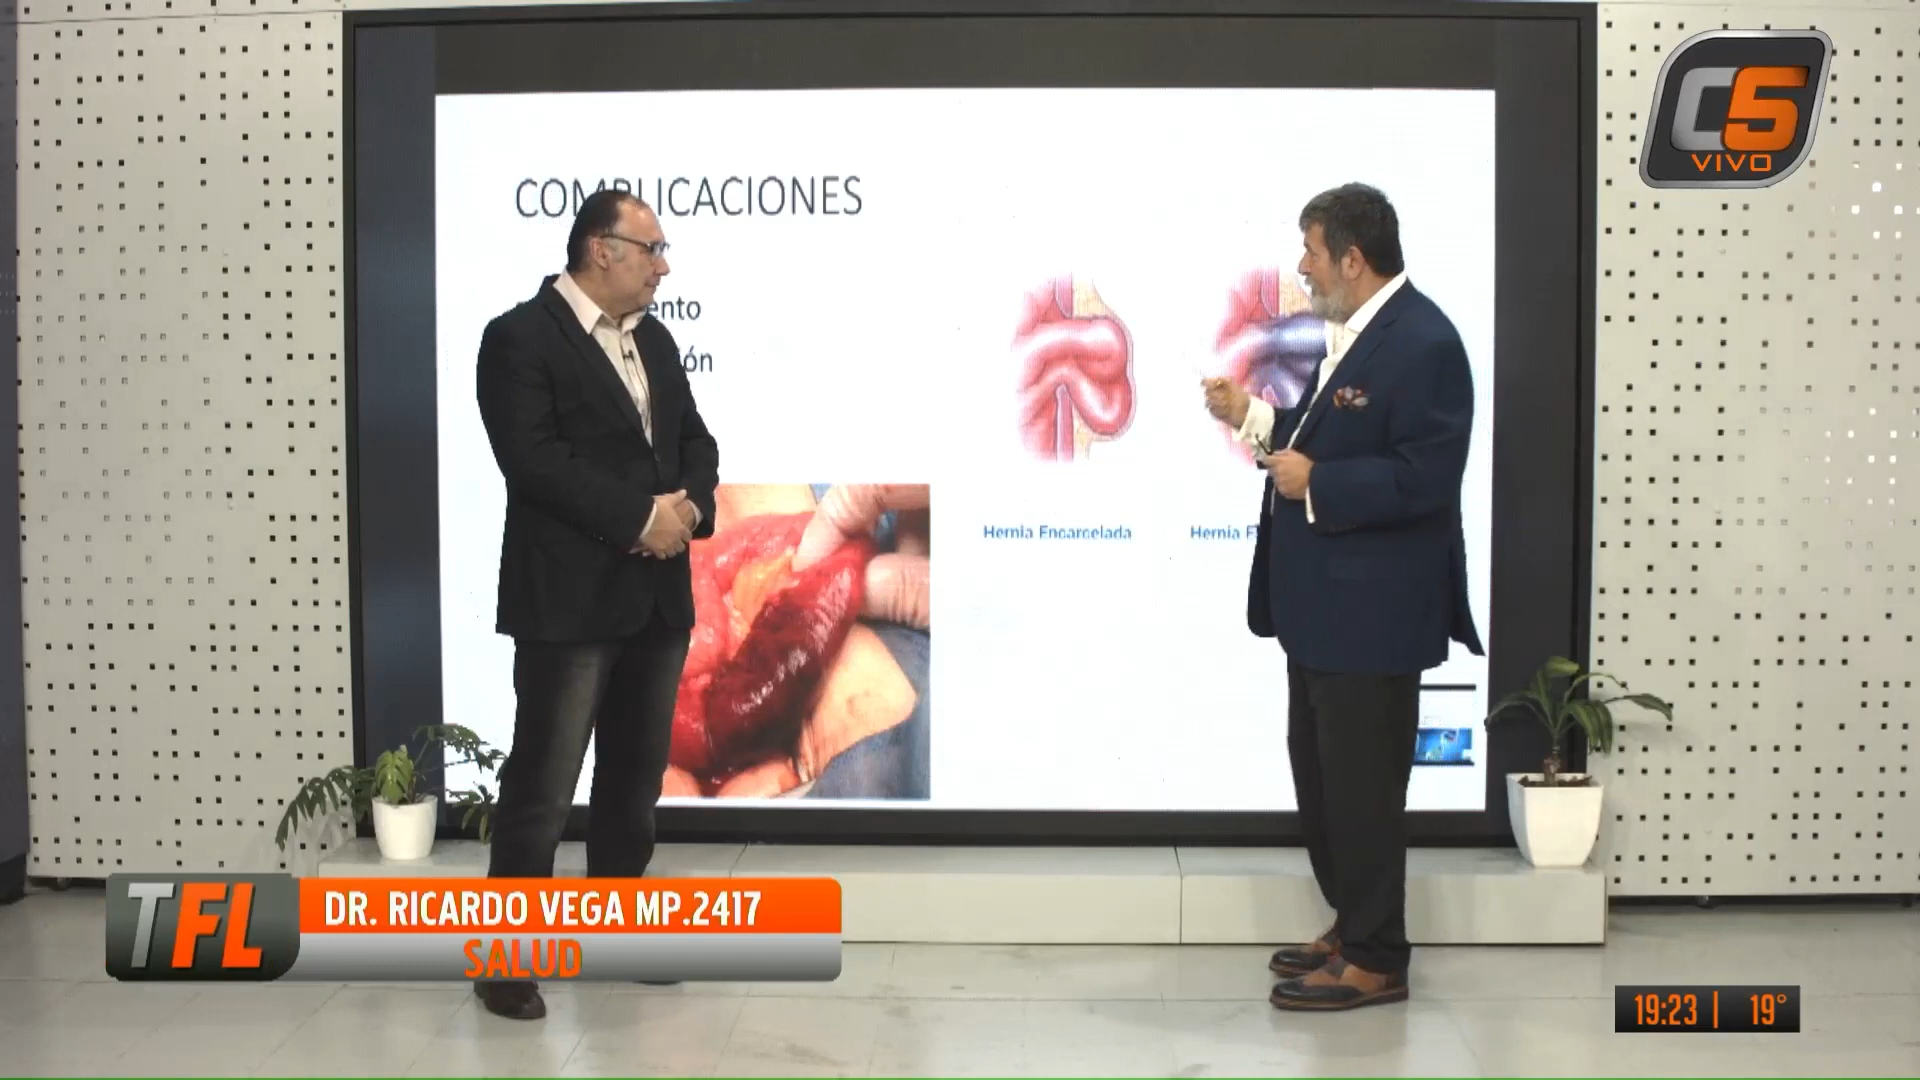 C5
VIVO
COMPLICACIONES
ento
ón
Hernia Encarcelada
Hernia E
TFL
DR. RICARDO VEGA MP.2417
SALUD
19:23 | 19°